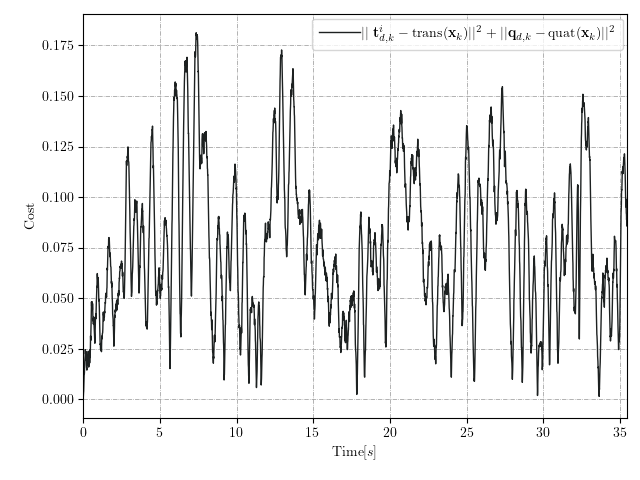 || t^i_{d,k} − trans(x_k)||² + ||q_{d,k} − quat(x_k)||²
0.175
0.150
0.125
0.100
0.075
0.050
0.025
0.000
Cost
0 5 10 15 20 25 30 35
Time[s]